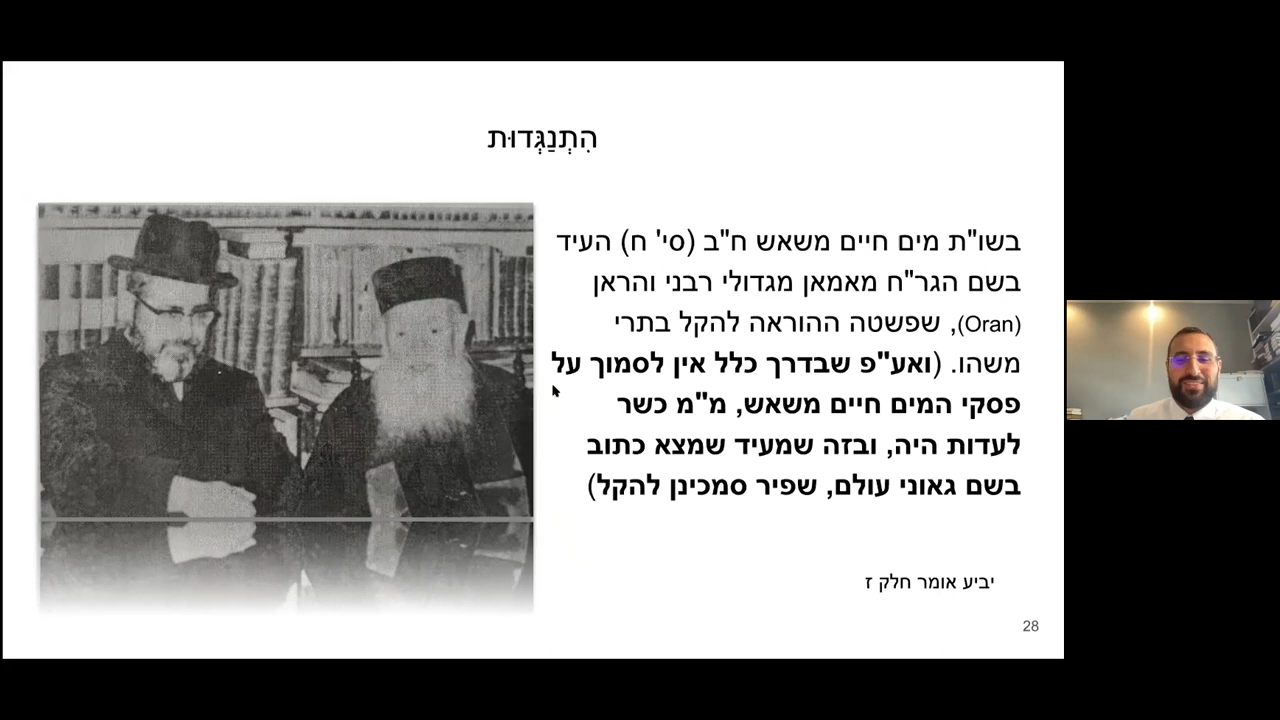 הִתְנַגְּדוּת
בשו"ת מים חיים משאש ח"ב (סי' ח) העיד
בשם הגר"ח מאמאן מגדולי רבני והראן
(Oran), שפשטה ההוראה להקל בתרי
משהו. (ואע"פ שבדרך כלל אין לסמוך על
פסקי המים חיים משאש, מ"מ כשר
לעדות היה, ובזה שמעיד שמצא כתוב
בשם גאוני עולם, שפיר סמכינן להקל)
יביע אומר חלק ז
28